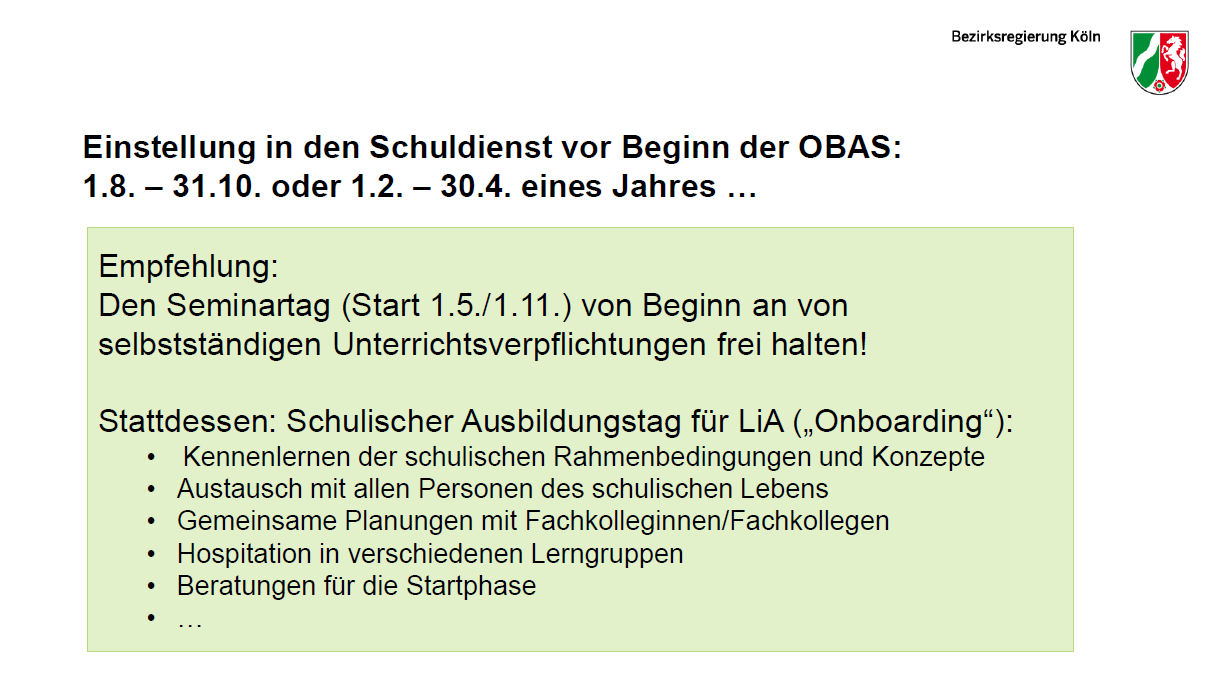 Bezirksregierung Köln
Einstellung in den Schuldienst vor Beginn der OBAS:
1.8. – 31.10. oder 1.2. – 30.4. eines Jahres …
Empfehlung:
Den Seminartag (Start 1.5./1.11.) von Beginn an von
selbstständigen Unterrichtsverpflichtungen frei halten!
Stattdessen: Schulischer Ausbildungstag für LiA („Onboarding“):
• Kennenlernen der schulischen Rahmenbedingungen und Konzepte
• Austausch mit allen Personen des schulischen Lebens
• Gemeinsame Planungen mit Fachkolleginnen/Fachkollegen
• Hospitation in verschiedenen Lerngruppen
• Beratungen für die Startphase
• …